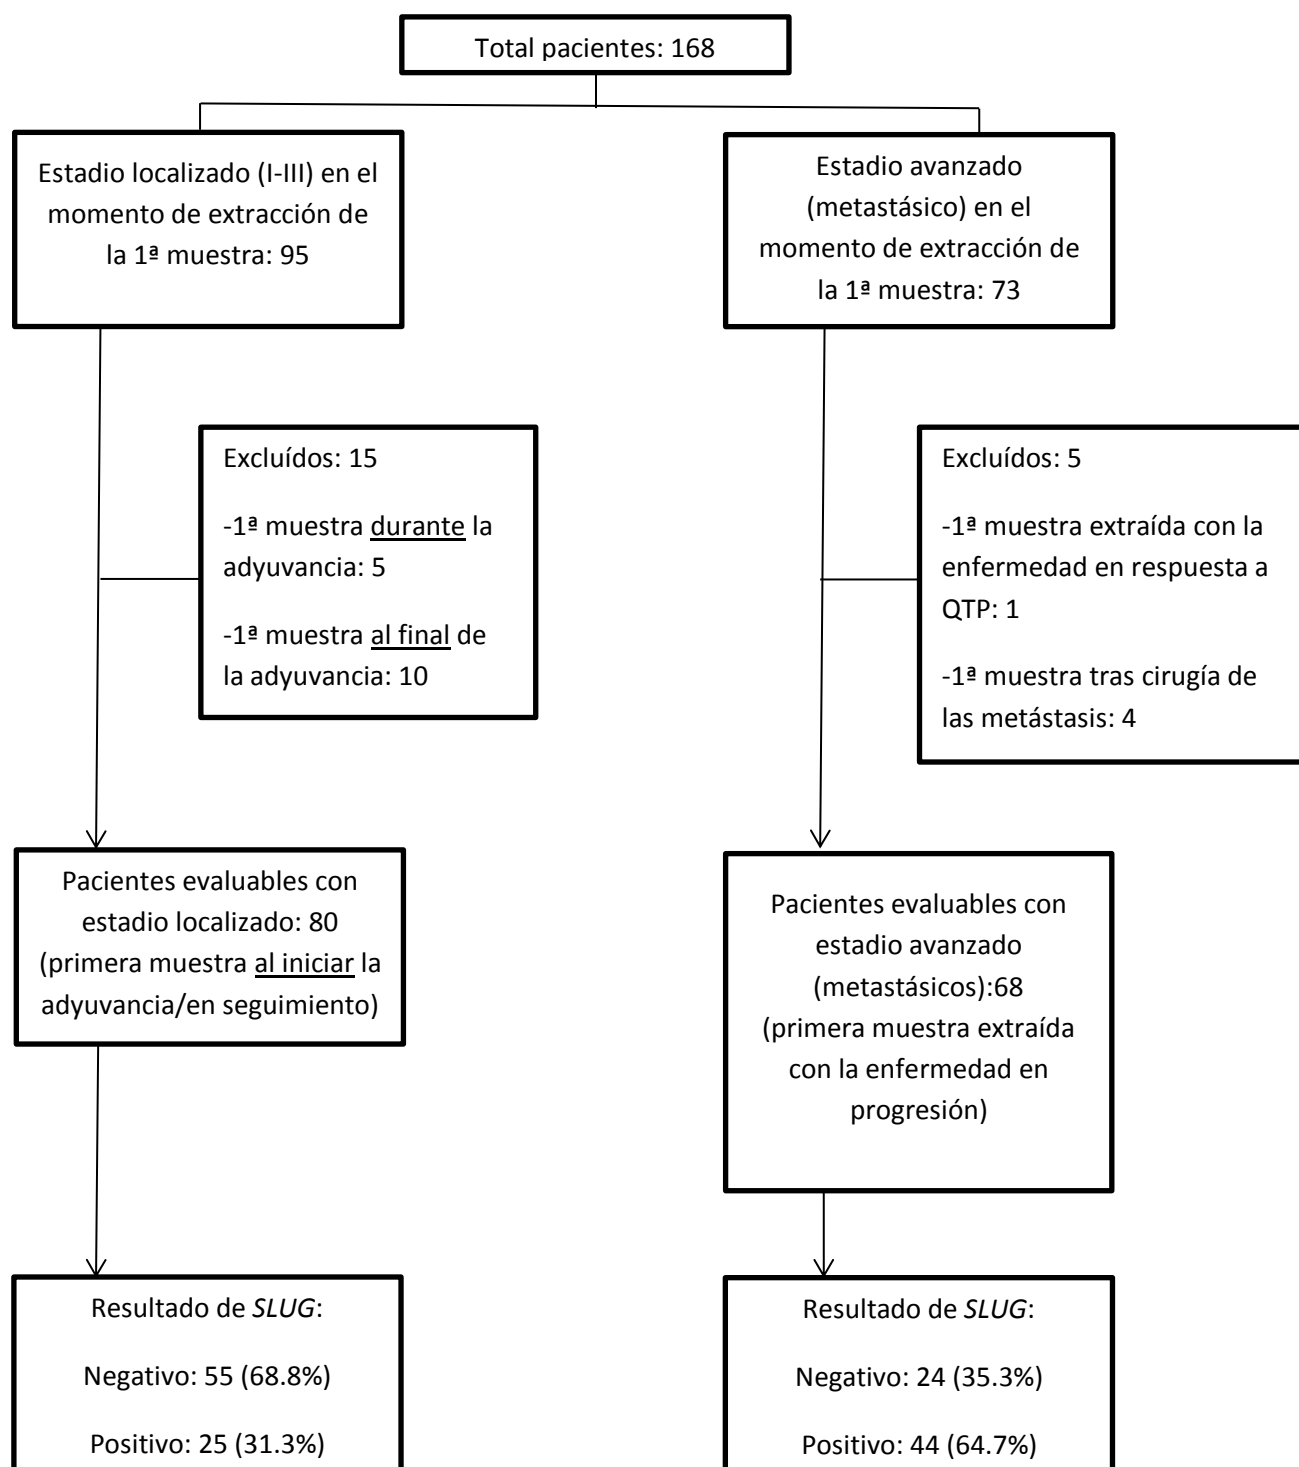 Total pacientes: 168
Estadio localizado (I-III) en el
momento de extracción de
la 1ª muestra: 95
Estadio avanzado
(metastásico) en el
momento de extracción de
la 1ª muestra: 73
Excluídos: 15
-1ª muestra durante la
adyuvancia: 5
-1ª muestra al final de
la adyuvancia: 10
Excluídos: 5
-1ª muestra extraída con la
enfermedad en respuesta a
QTP: 1
-1ª muestra tras cirugía de
las metástasis: 4
Pacientes evaluables con
estadio localizado: 80
(primera muestra al iniciar la
adyuvancia/en seguimiento)
Pacientes evaluables con
estadio avanzado
(metastásicos):68
(primera muestra extraída
con la enfermedad en
progresión)
Resultado de SLUG:
Negativo: 55 (68.8%)
Positivo: 25 (31.3%)
Resultado de SLUG:
Negativo: 24 (35.3%)
Positivo: 44 (64.7%)